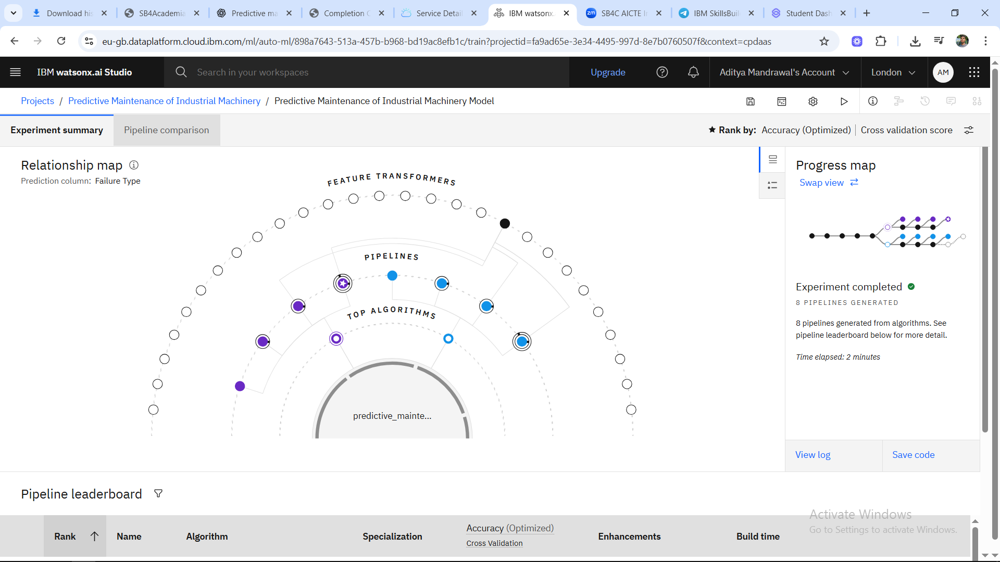 Download his
SB4Academia
Predictive ma
Completion C
Service Detail
IBM watsonx.
SB4C AICTE In
IBM SkillsBuil
Student Dash
eu-gb.dataplatform.cloud.ibm.com/ml/auto-ml/898a7643-513a-457b-b968-bd19ac8efb1c/train?projectid=fa9ad65e-3e34-4495-997d-8e7b0760507f&context=cpdaas
IBM watsonx.ai Studio
Search in your workspaces
Upgrade
Aditya Mandrawal's Account
London
AM
Projects / Predictive Maintenance of Industrial Machinery / Predictive Maintenance of Industrial Machinery Model
Experiment summary
Pipeline comparison
Rank by: Accuracy (Optimized) | Cross validation score
Relationship map
Prediction column: Failure Type
FEATURE TRANSFORMERS
PIPELINES
TOP ALGORITHMS
predictive_mainte...
Progress map
Swap view
Experiment completed
8 PIPELINES GENERATED
8 pipelines generated from algorithms. See
pipeline leaderboard below for more detail.
Time elapsed: 2 minutes
View log
Save code
Pipeline leaderboard
Rank
Name
Algorithm
Specialization
Accuracy (Optimized)
Cross Validation
Enhancements
Build time
Activate Windows
Go to Settings to activate Windows.